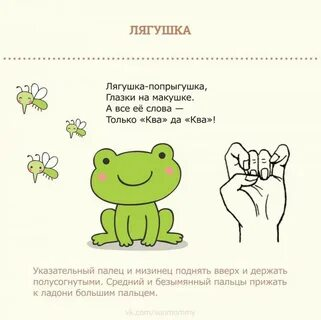 ЛЯГУШКА
Лягушка-попрыгушка,
Глазки на макушке.
А все её слова —
Только «Ква» да «Ква»!
Указательный палец и мизинец поднять вверх и держать
полусогнутыми, Средний и безымянный пальцы прижать
к ладони большим пальцем.
vk.com/sunmommy